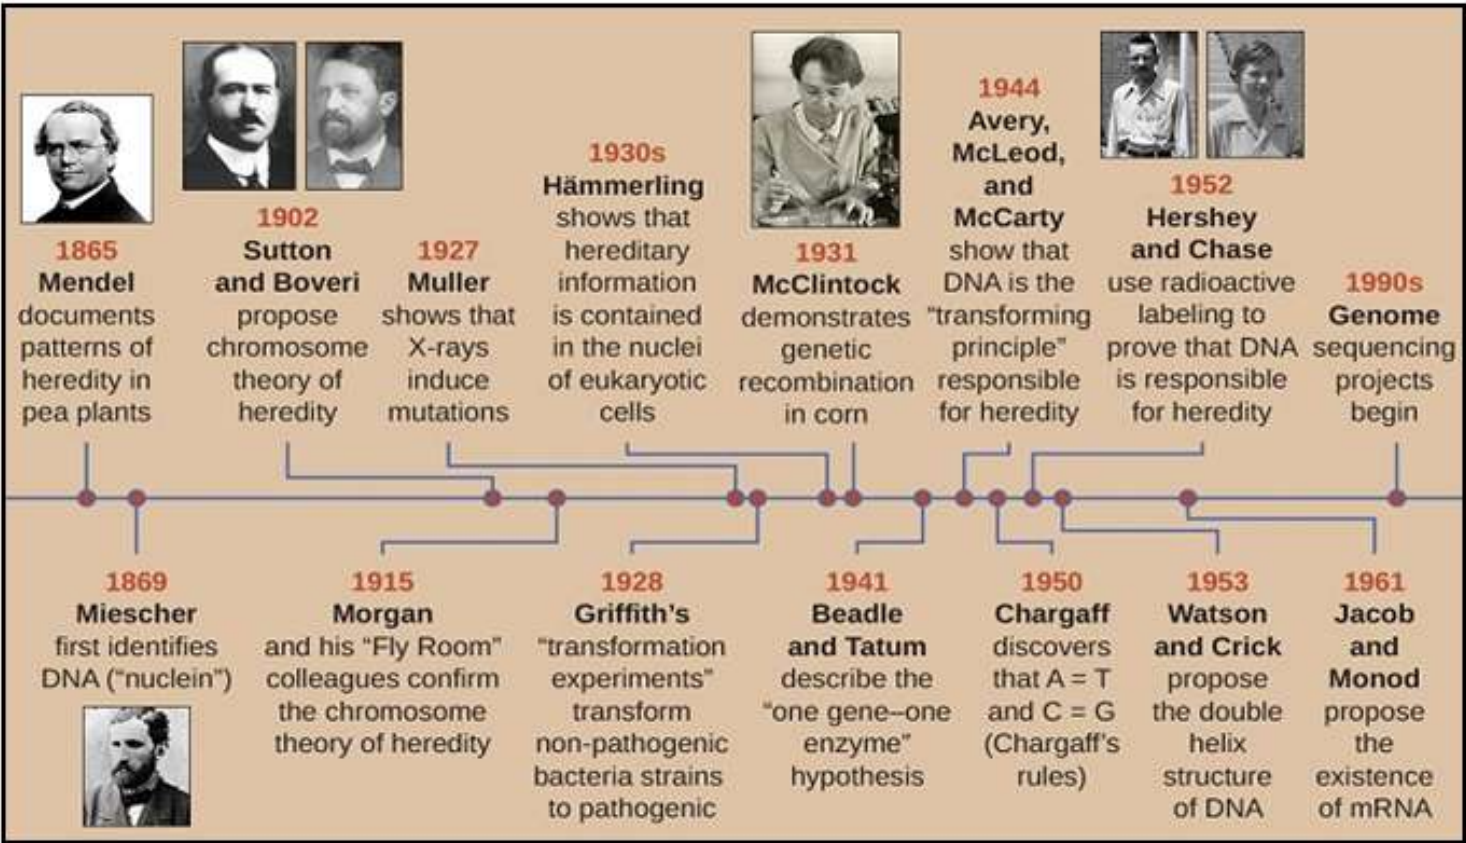 1865
Mendel
documents
patterns of
heredity in
pea plants
1902
Sutton
and Boveri
propose
chromosome
theory of
heredity
1927
Muller
shows that
X-rays
induce
mutations
1930s
Hämmerling
shows that
hereditary
information
is contained
in the nuclei
of eukaryotic
cells
1931
McClintock
demonstrates
genetic
recombination
in corn
1944
Avery,
McLeod,
and
McCarty
show that
DNA is the
“transforming
principle”
responsible
for heredity
1952
Hershey
and Chase
use radioactive
labeling to
prove that DNA
is responsible
for heredity
1990s
Genome
sequencing
projects
begin
1869
Miescher
first identifies
DNA (“nuclein”)
1915
Morgan
and his “Fly Room”
colleagues confirm
the chromosome
theory of heredity
1928
Griffith’s
“transformation
experiments”
transform
non-pathogenic
bacteria strains
to pathogenic
1941
Beadle
and Tatum
describe the
“one gene–one
enzyme”
hypothesis
1950
Chargaff
discovers
that A = T
and C = G
(Chargaff’s
rules)
1953
Watson
and Crick
propose
the double
helix
structure
of DNA
1961
Jacob
and
Monod
propose
the
existence
of mRNA